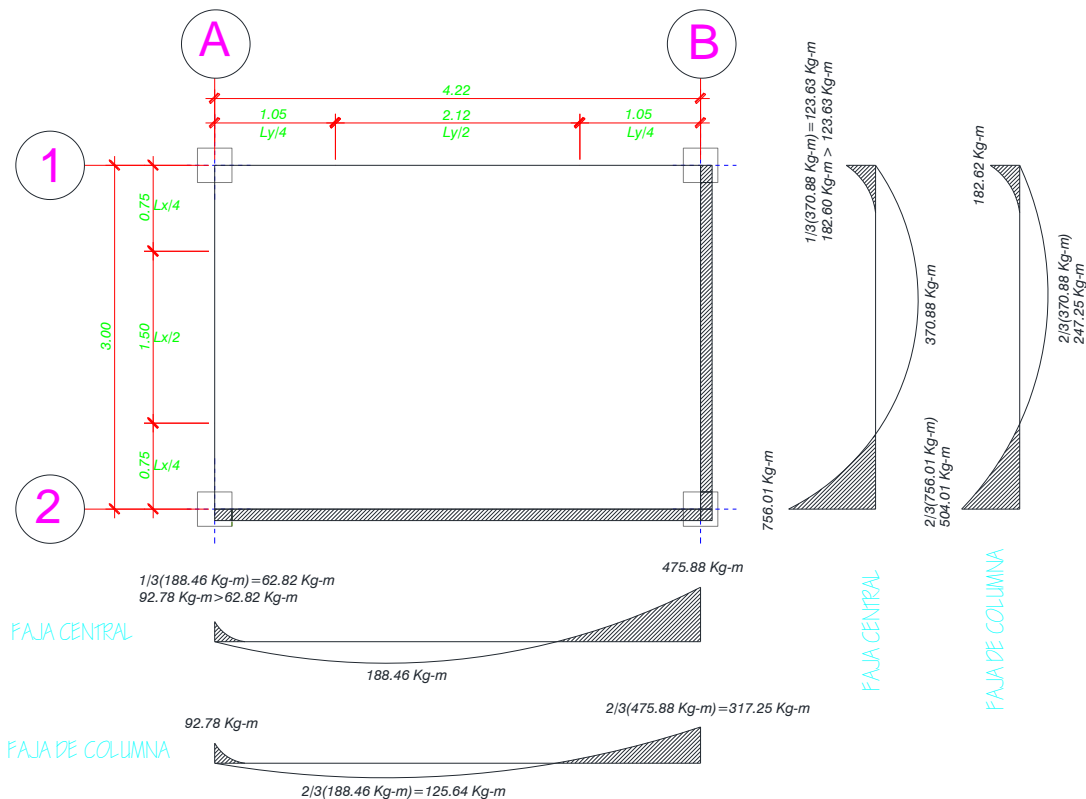 A
B
4.22
1.05
2.12
1.05
Ly/4
Ly/2
Ly/4
1
2
3.00
0.75
Lx/4
1.50
Lx/2
0.75
Lx/4
1/3(370.88 Kg-m)=123.63 Kg-m
182.60 Kg-m > 123.63 Kg-m
370.88 Kg-m
756.01 Kg-m
182.62 Kg-m
2/3(370.88 Kg-m)
247.25 Kg-m
2/3(756.01 Kg-m)
504.01 Kg-m
FAJA CENTRAL
FAJA DE COLUMNA
1/3(188.46 Kg-m)=62.82 Kg-m
92.78 Kg-m>62.82 Kg-m
475.88 Kg-m
FAJA CENTRAL
188.46 Kg-m
92.78 Kg-m
2/3(475.88 Kg-m)=317.25 Kg-m
FAJA DE COLUMNA
2/3(188.46 Kg-m)=125.64 Kg-m